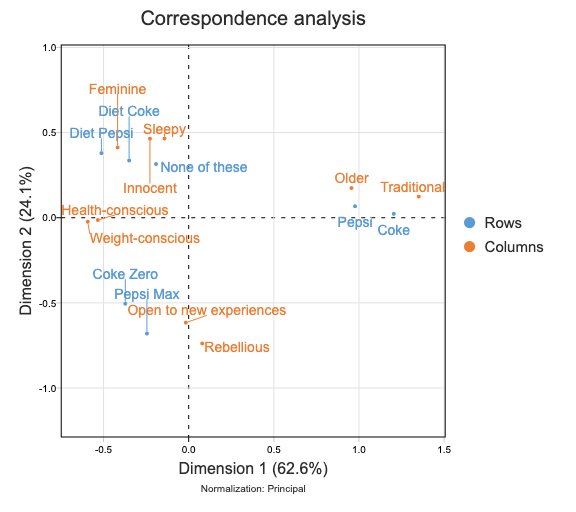 Correspondence analysis
1.0
Feminine
Diet Coke
0.5
Diet Pepsi
Sleepy
None of these
Innocent
Older
Traditional
Health-conscious
0.0
Pepsi
Coke
Weight-conscious
Rows
Columns
Dimension 2 (24.1%)
Coke Zero
Pepsi Max
-0.5
Open to new experiences
Rebellious
-1.0
-0.5
0.0
0.5
1.0
1.5
Dimension 1 (62.6%)
Normalization: Principal